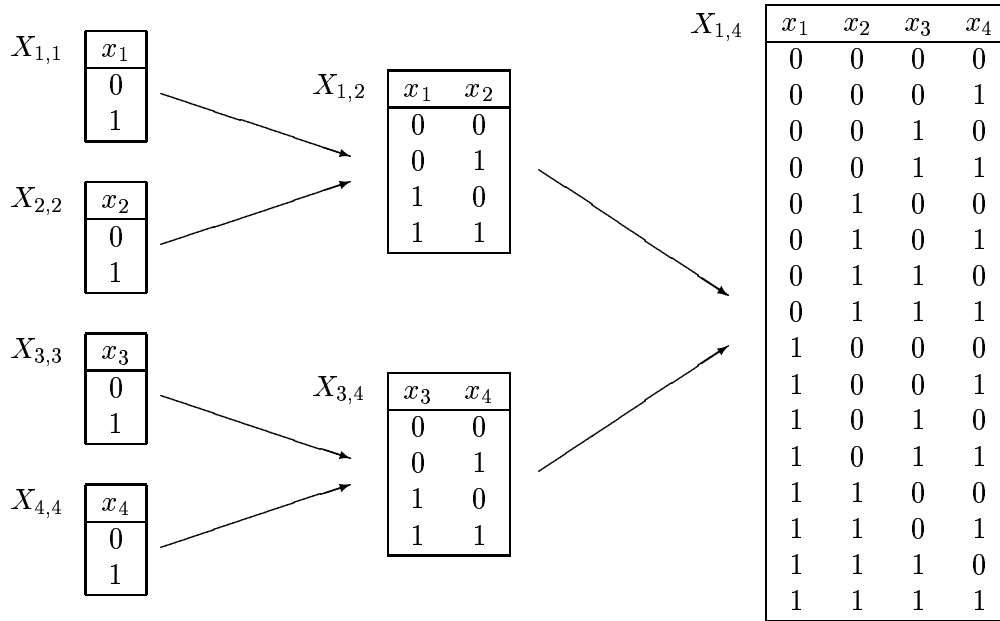 X1,1
x1
0
1
X2,2
x2
0
1
X3,3
x3
0
1
X4,4
x4
0
1
X1,2
x1 x2
0 0
0 1
1 0
1 1
X3,4
x3 x4
0 0
0 1
1 0
1 1
X1,4
x1 x2 x3 x4
0 0 0 0
0 0 0 1
0 0 1 0
0 0 1 1
0 1 0 0
0 1 0 1
0 1 1 0
0 1 1 1
1 0 0 0
1 0 0 1
1 0 1 0
1 0 1 1
1 1 0 0
1 1 0 1
1 1 1 0
1 1 1 1